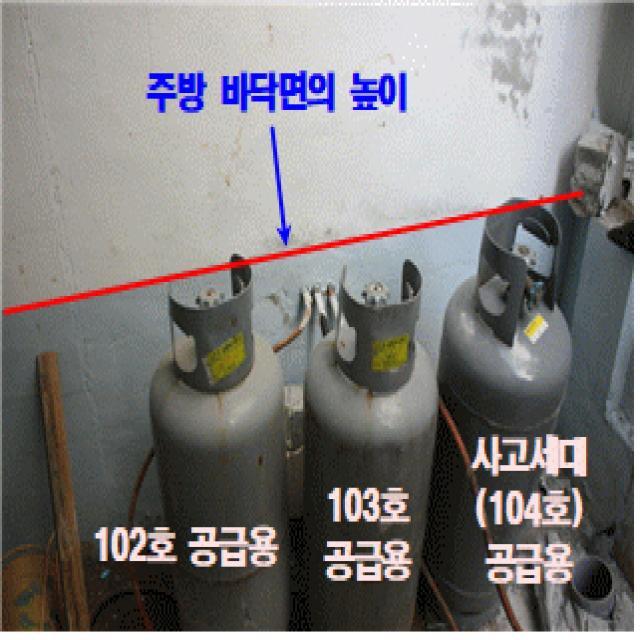 주방 바닥면의 높이
102호 공급용
103호
공급용
사고세대
(104호)
공급용